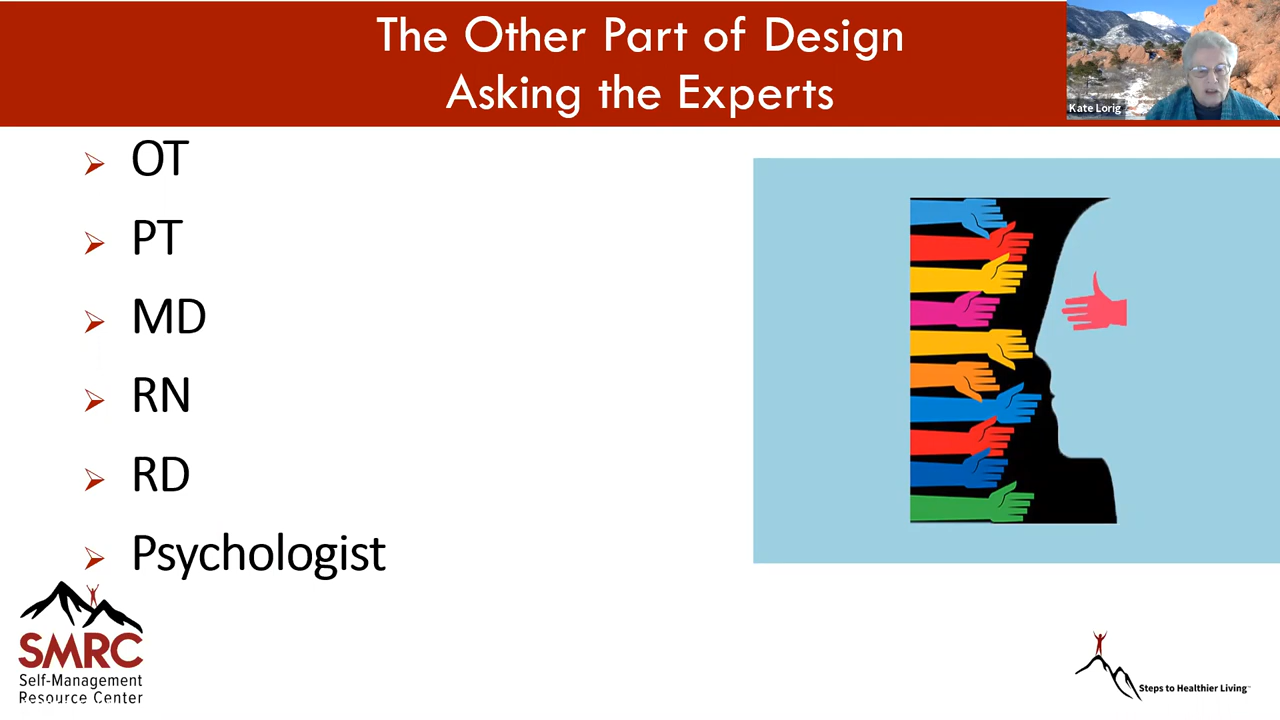 The Other Part of Design
Asking the Experts
Kate Lorig
OT
PT
MD
RN
RD
Psychologist
SMRC
Self-Management
Resource Center
Steps to Healthier Living™